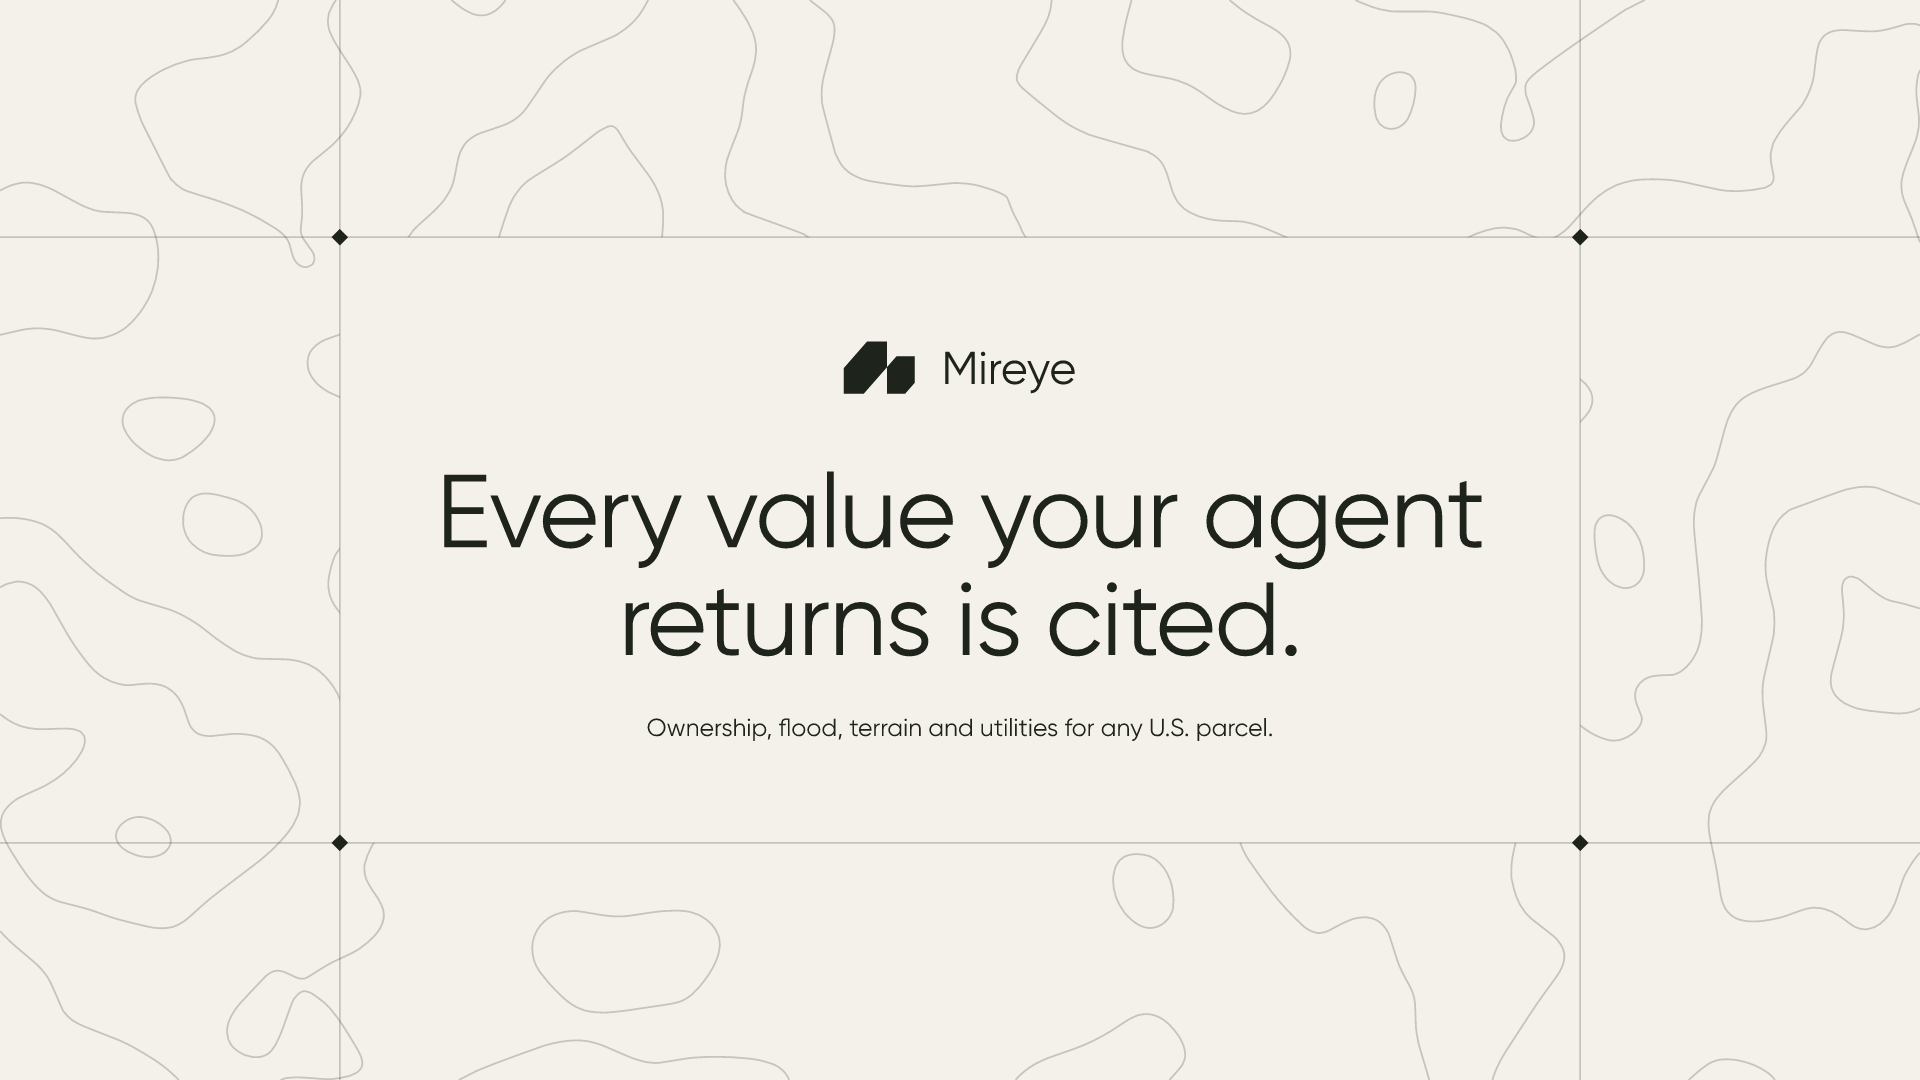 Mireye
Every value your agent
returns is cited.
Ownership, flood, terrain and utilities for any U.S. parcel.